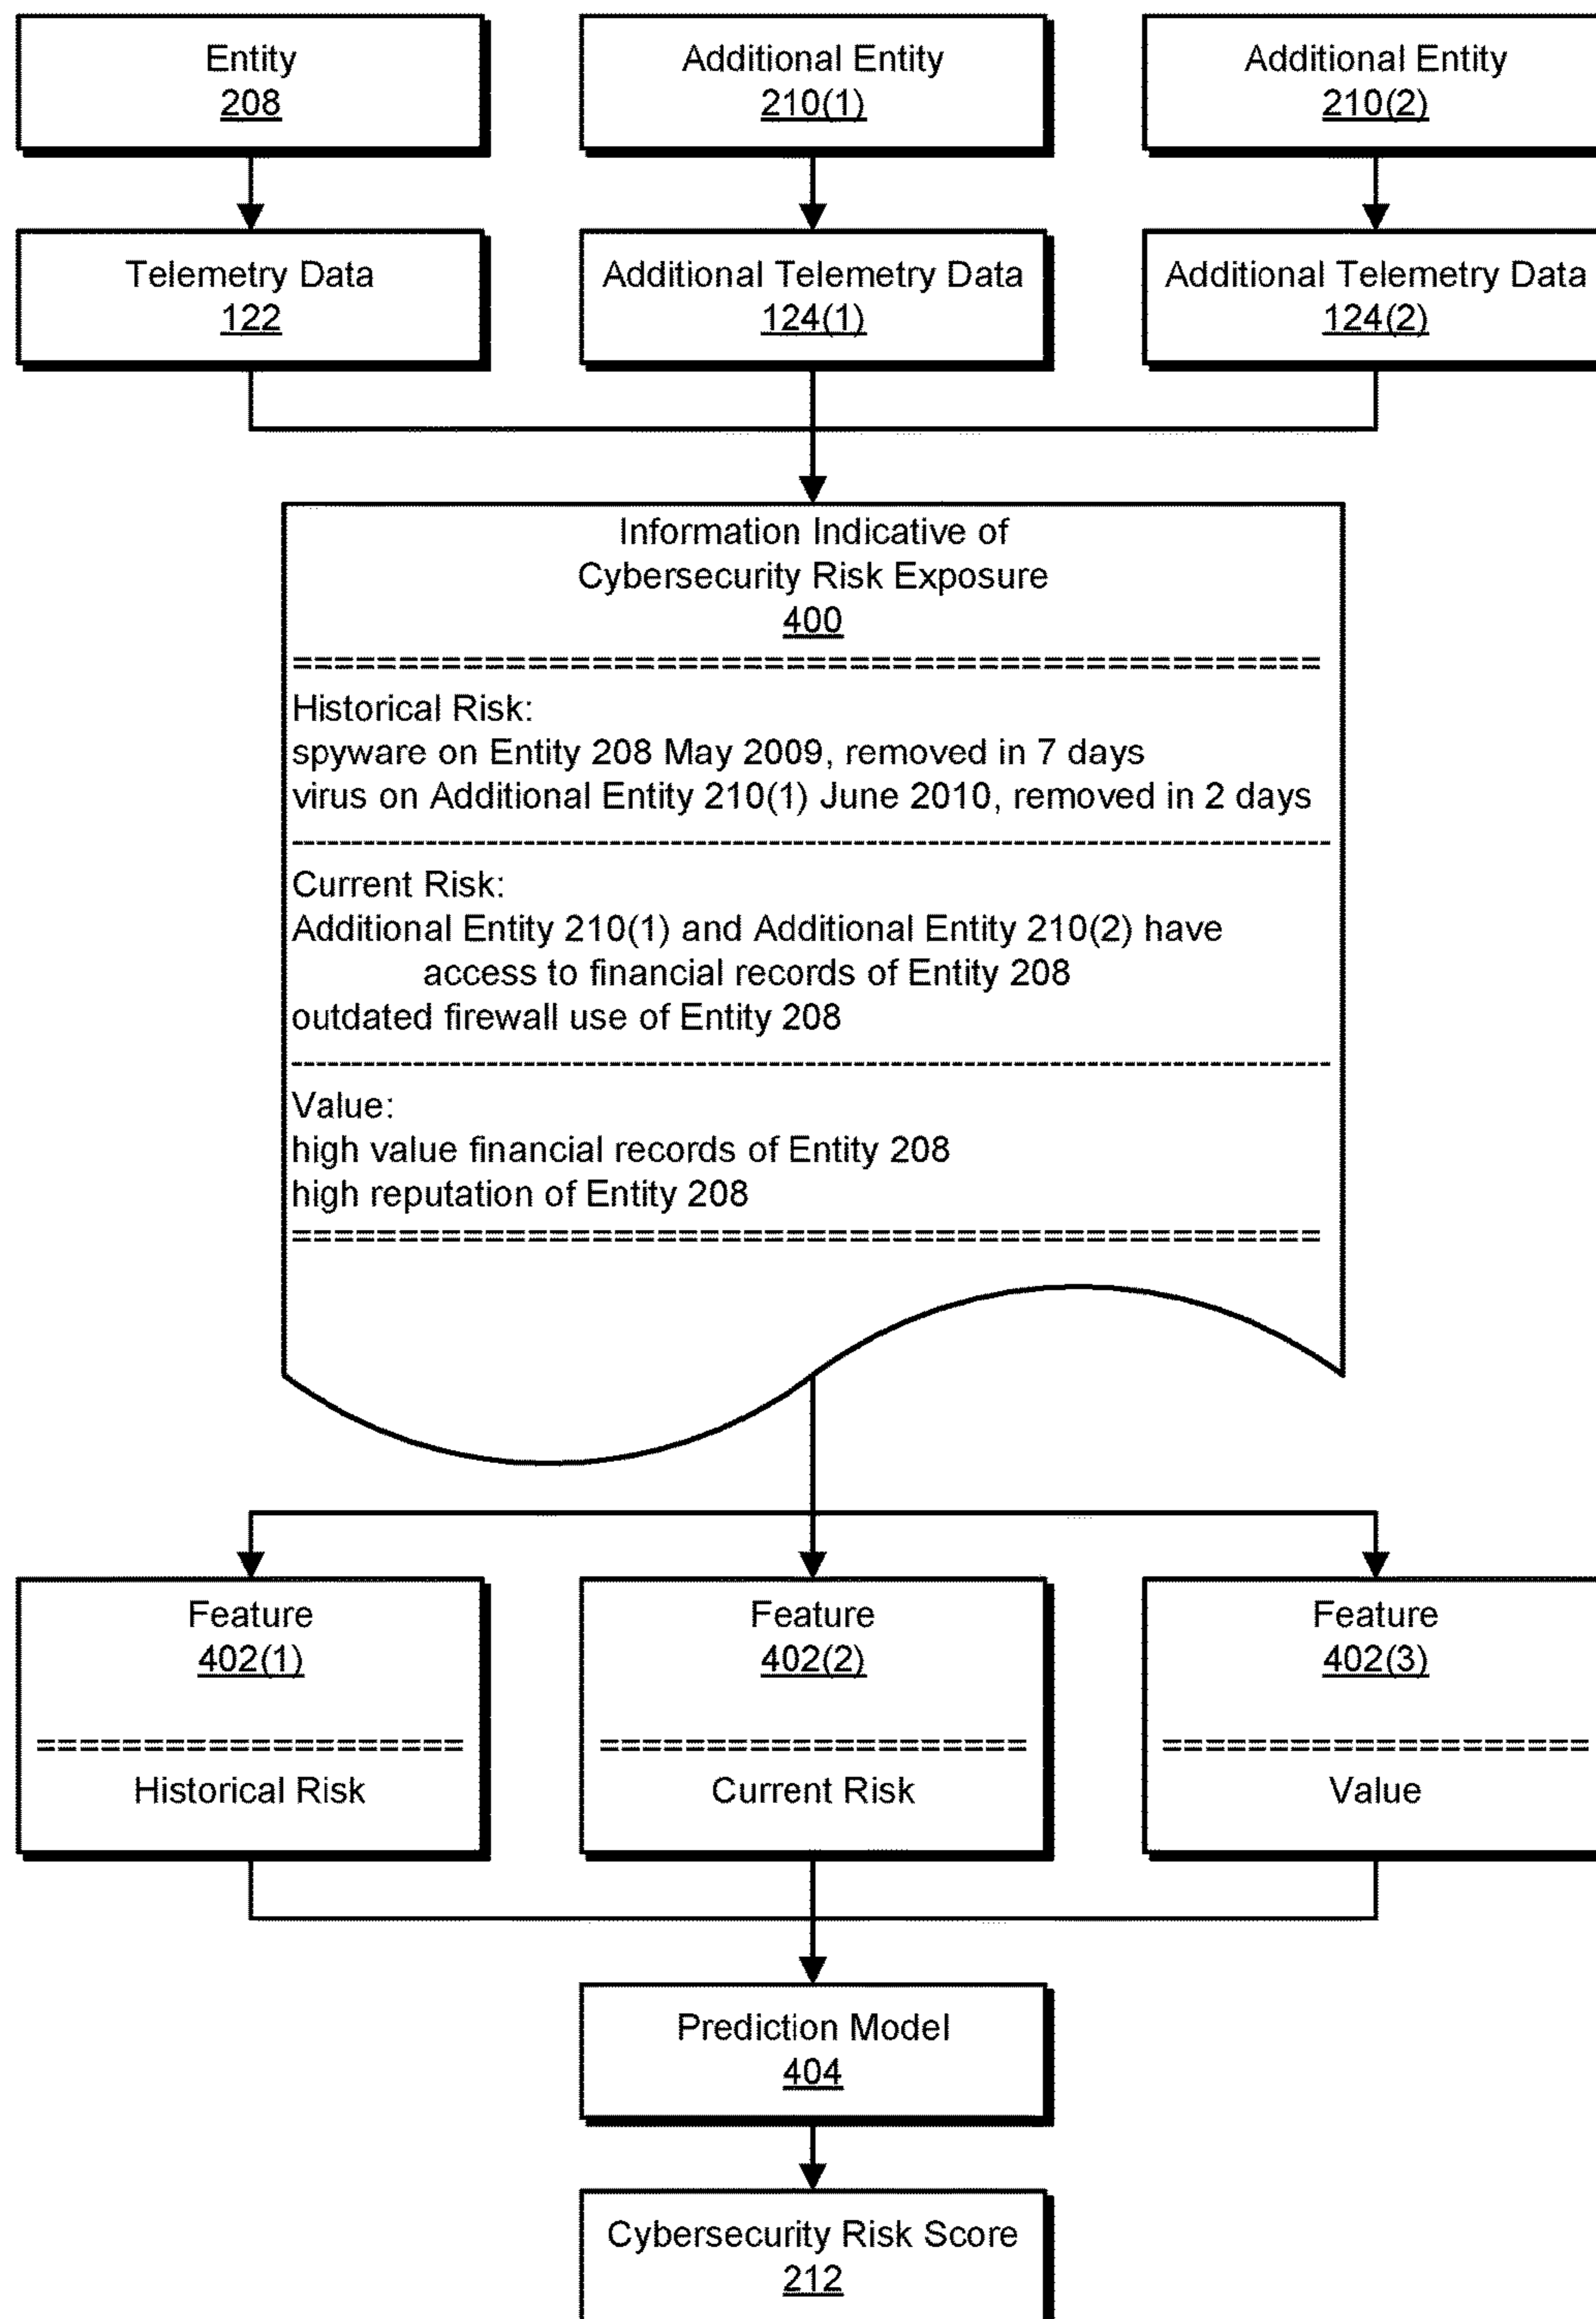 Entity
208
Additional Entity
210(1)
Additional Entity
210(2)
Telemetry Data
122
Additional Telemetry Data
124(1)
Additional Telemetry Data
124(2)
Information Indicative of
Cybersecurity Risk Exposure
400
Historical Risk:
spyware on Entity 208 May 2009, removed in 7 days
virus on Additional Entity 210(1) June 2010, removed in 2 days
Current Risk:
Additional Entity 210(1) and Additional Entity 210(2) have
access to financial records of Entity 208
outdated firewall use of Entity 208
Value:
high value financial records of Entity 208
high reputation of Entity 208
Feature
402(1)
Historical Risk
Feature
402(2)
Current Risk
Feature
402(3)
Value
Prediction Model
404
Cybersecurity Risk Score
212